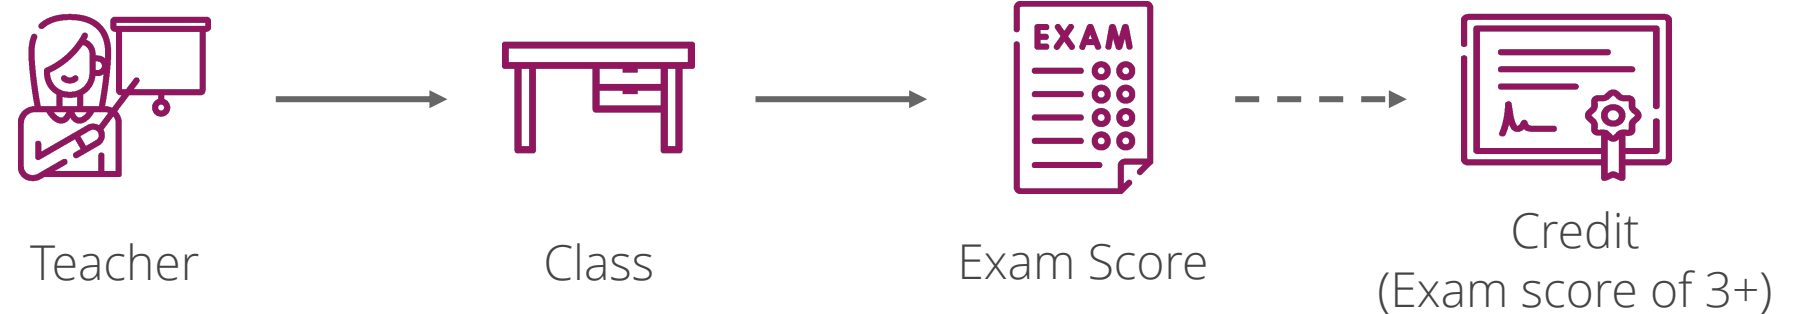 EXAM
Teacher
Class
Exam Score
Credit
(Exam score of 3+)